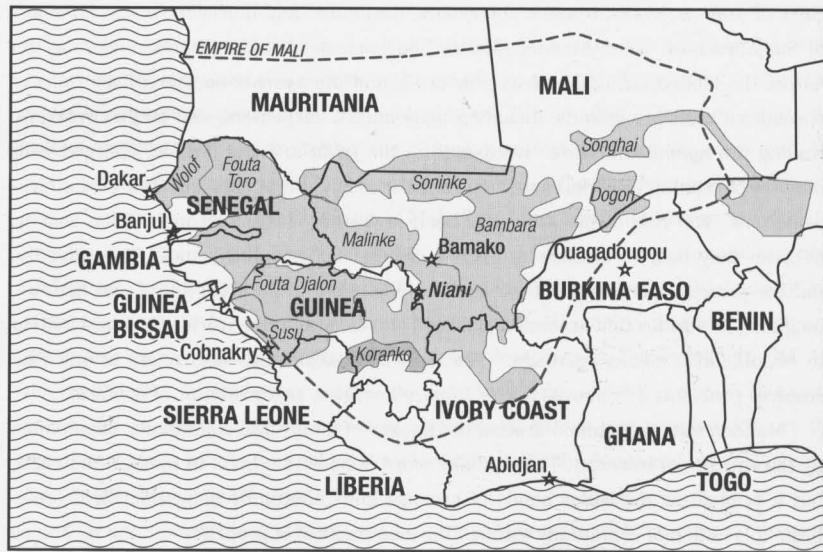 EMPIRE OF MALI
MAURITANIA
MALI
Songhai
Dakar
Wolof
Fouta
Toro
Soninke
Dogon
SENEGAL
Banjul
Malinke
Bambara
Bamako
Ouagadougou
GAMBIA
Fouta Djalon
Niani
BURKINA FASO
GUINEA
BISSAU
GUINEA
BENIN
Susu
Cobnakry
Koranko
SIERRA LEONE
IVORY COAST
GHANA
Abidjan
LIBERIA
TOGO